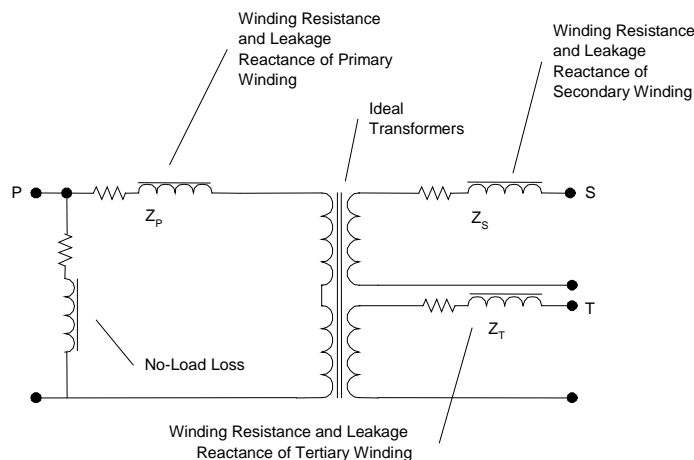 Winding Resistance
and Leakage
Reactance of Primary
Winding
Winding Resistance
and Leakage
Reactance of
Secondary Winding
Ideal
Transformers
P
Z_P
Z_S
S
T
Z_T
No-Load Loss
Winding Resistance and Leakage
Reactance of Tertiary Winding